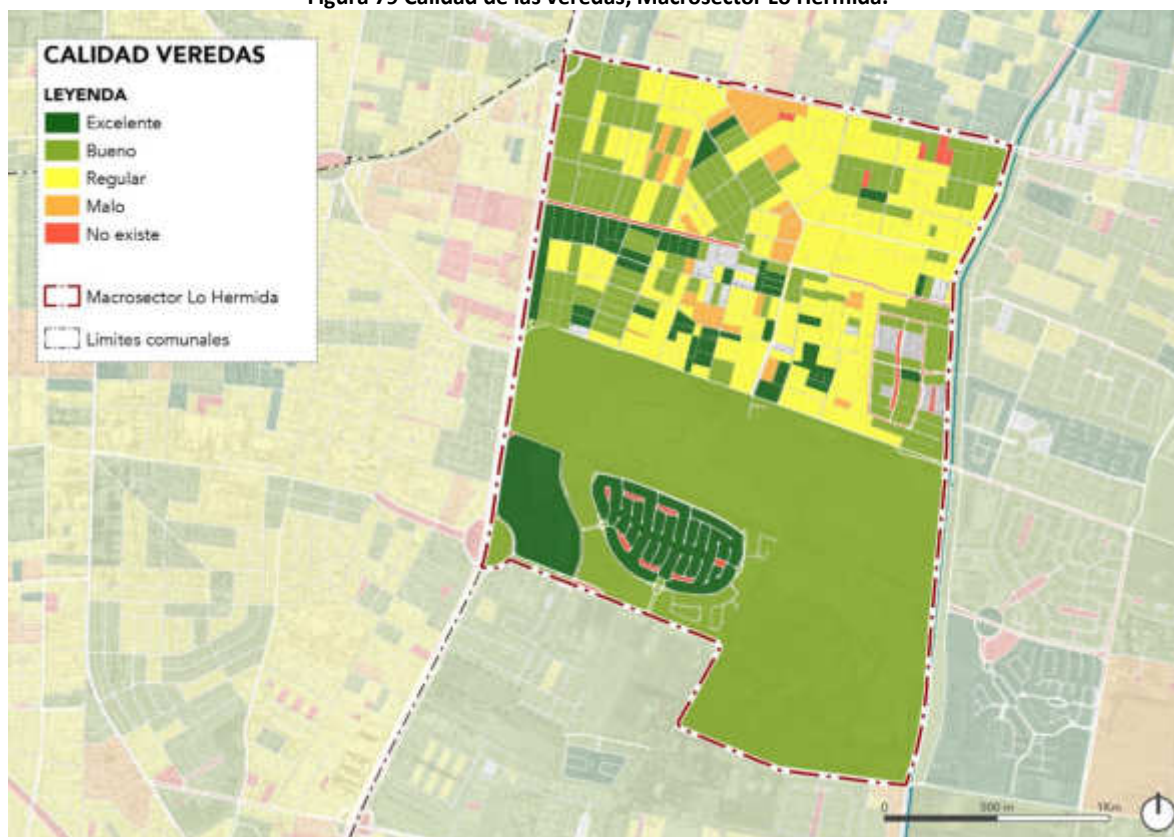 Figura 75 Calidad de las veredas, Macrosector Lo Hermida.
CALIDAD VEREDAS
LEYENDA
Excelente
Bueno
Regular
Malo
No existe
Macrosector Lo Hermida
Límites comunales
0 500 m 1Km